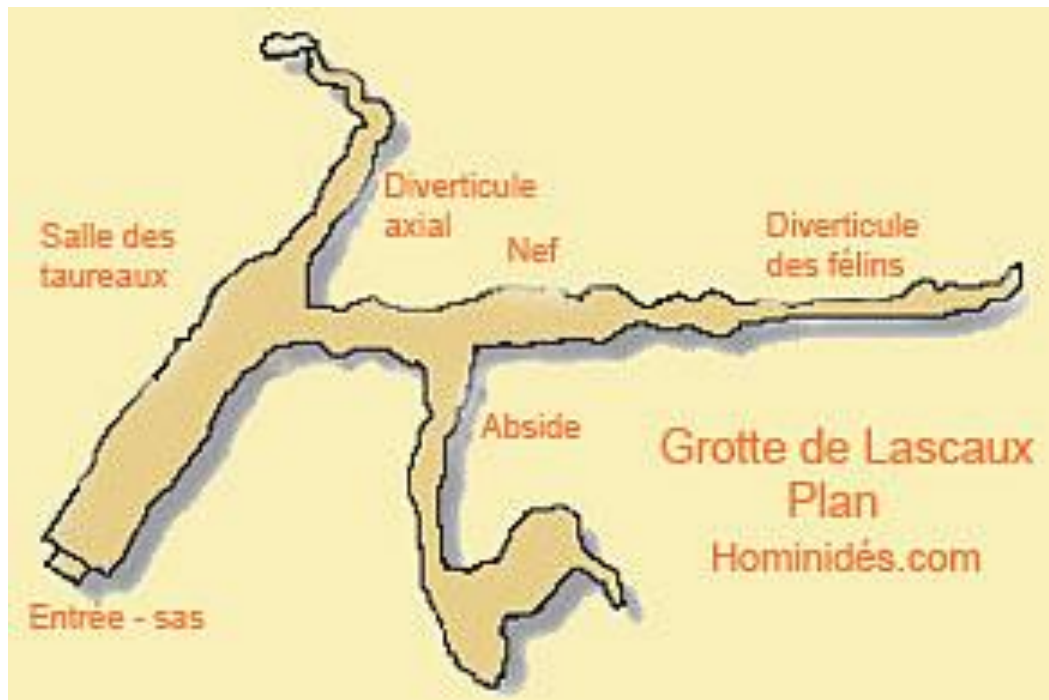 Diverticule
axial
Salle des
taureaux
Nef
Diverticule
des félins
Abside
Grotte de Lascaux
Plan
Hominidés.com
Entrée - sas